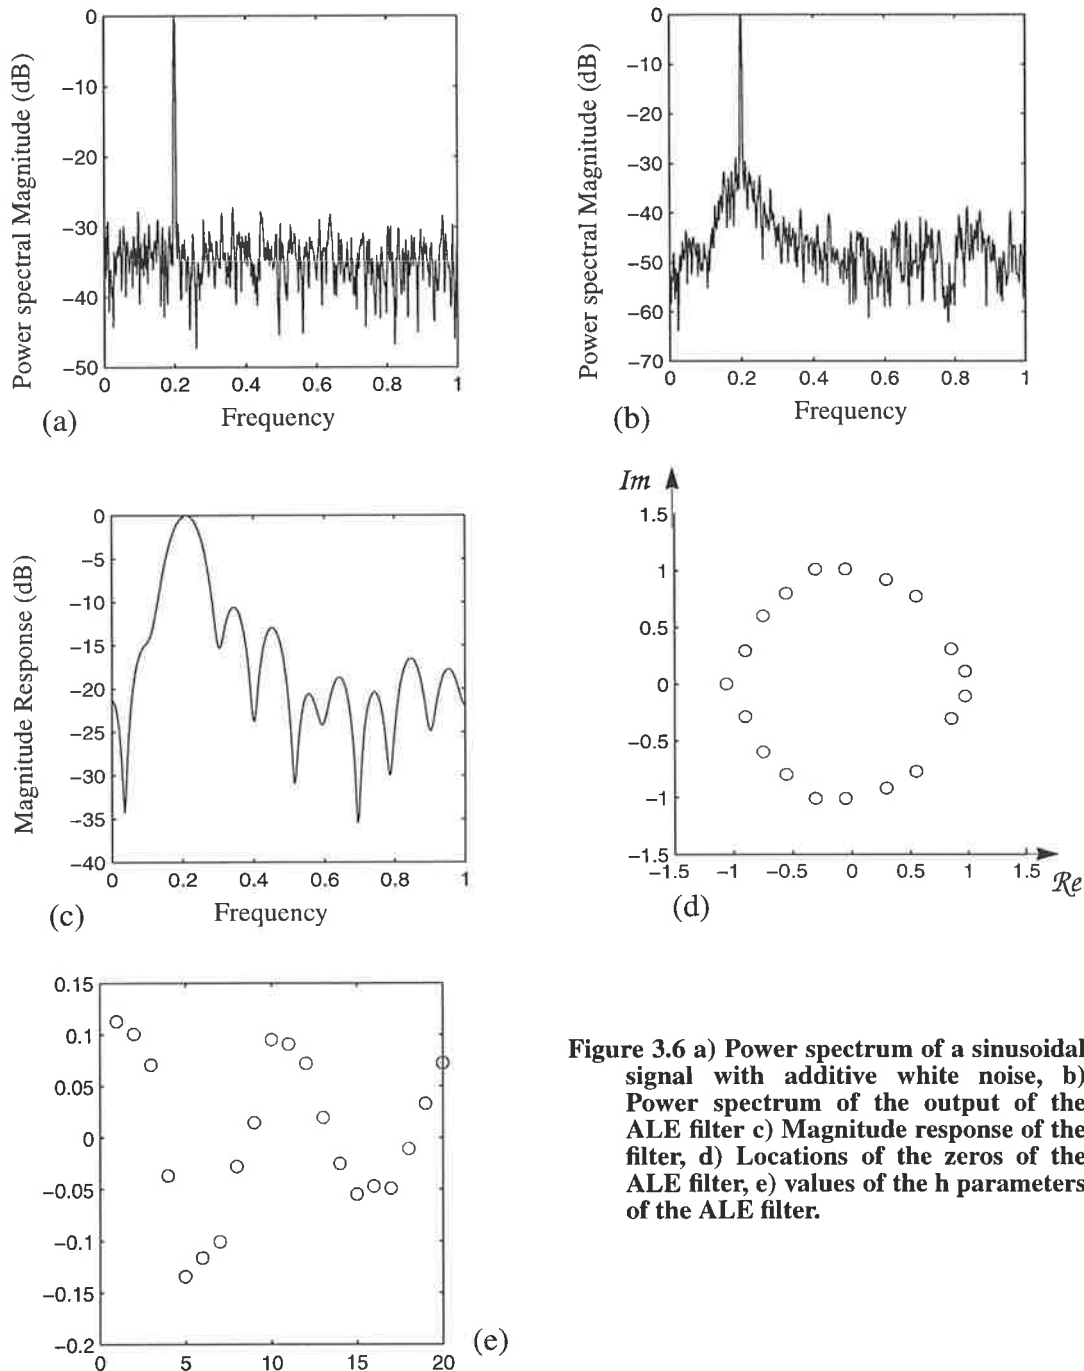 0
−10
−20
−30
−40
−50
0 0.2 0.4 0.6 0.8 1
Power spectral Magnitude (dB)
Frequency
(a)
0
−10
−20
−30
−40
−50
−60
−70
0 0.2 0.4 0.6 0.8 1
Power spectral Magnitude (dB)
Frequency
(b)
0
−5
−10
−15
−20
−25
−30
−35
−40
0 0.2 0.4 0.6 0.8 1
Magnitude Response (dB)
Frequency
(c)
Im
1.5
1
0.5
0
−0.5
−1
−1.5
−1.5 −1 −0.5 0 0.5 1 1.5
Re
(d)
0.15
0.1
0.05
0
−0.05
−0.1
−0.15
−0.2
0 5 10 15 20
(e)
Figure 3.6 a) Power spectrum of a sinusoidal
signal with additive white noise, b)
Power spectrum of the output of the
ALE filter c) Magnitude response of the
filter, d) Locations of the zeros of the
ALE filter, e) values of the h parameters
of the ALE filter.